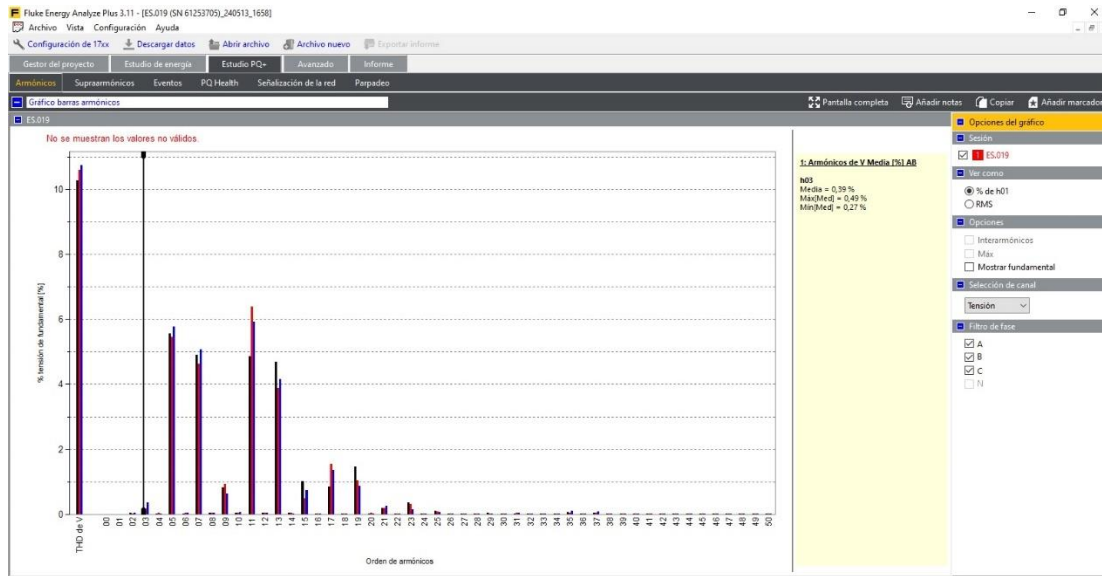 Fluke Energy Analyze Plus 3.11 - [ES.019 (SN 61253705)_240513_1658]
Archivo Vista Configuración Ayuda
Configuración de 17xx Descargar datos Abrir archivo Archivo nuevo Exportar informe
Gestor del proyecto Estudio de energía Estudio PQ+ Avanzado Informe
Armónicos Supraarmónicos Eventos PQ Health Señalización de la red Parpadeo
Gráfico barras armónicos Pantalla completa Añadir notas Copiar Añadir marcador
ES.019
No se muestran los valores no válidos.
% tensión de fundamental [%]
10
8
6
4
2
0
THD de V 00 01 02 03 04 05 06 07 08 09 10 11 12 13 14 15 16 17 18 19 20 21 22 23 24 25 26 27 28 29 30 31 32 33 34 35 36 37 38 39 40 41 42 43 44 45 46 47 48 49 50
Orden de armónicos
1: Armónicos de V Media [%] AB
h03
Media = 0,39 %
Máx(Med) = 0,49 %
Mín(Med) = 0,27 %
Opciones del gráfico
Sesión
1 ES.019
Ver como
% de h01
RMS
Opciones
Interarmónicos
Máx
Mostrar fundamental
Selección de canal
Tensión
Filtro de fase
A
B
C
N